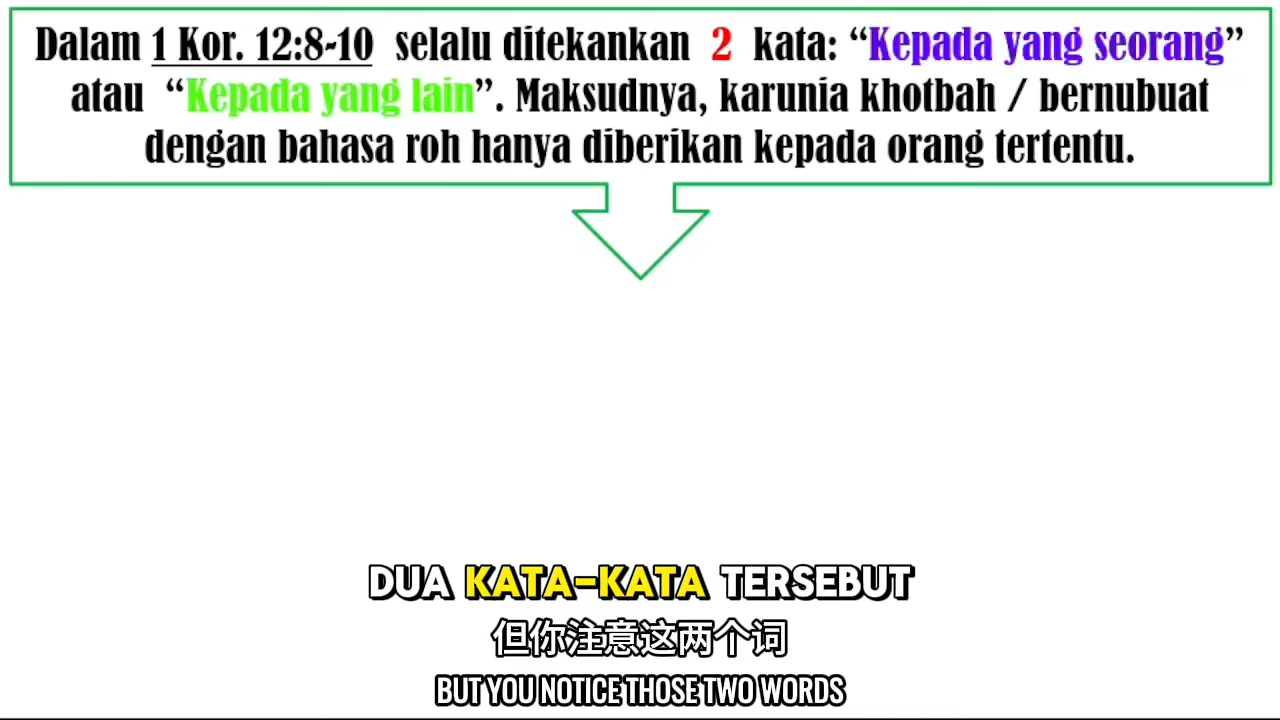 Dalam 1 Kor. 12:8-10 selalu ditekankan 2 kata: “Kepada yang seorang”
atau “Kepada yang lain”. Maksudnya, karunia khotbah / bernubuat
dengan bahasa roh hanya diberikan kepada orang tertentu.
DUA KATA-KATA TERSEBUT
但你注意这两个词
BUT YOU NOTICE THOSE TWO WORDS